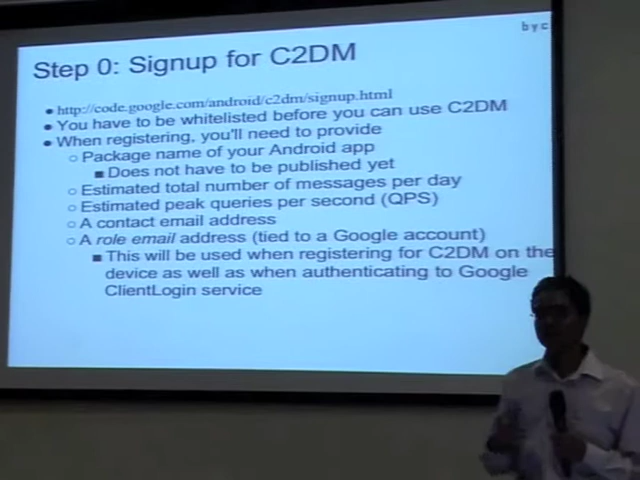 byc
Step 0: Signup for C2DM
● http://code.google.com/android/c2dm/signup.html
● You have to be whitelisted before you can use C2DM
● When registering, you'll need to provide
○ Package name of your Android app
■ Does not have to be published yet
○ Estimated total number of messages per day
○ Estimated peak queries per second (QPS)
○ A contact email address
○ A role email address (tied to a Google account)
■ This will be used when registering for C2DM on the
device as well as when authenticating to Google
ClientLogin service